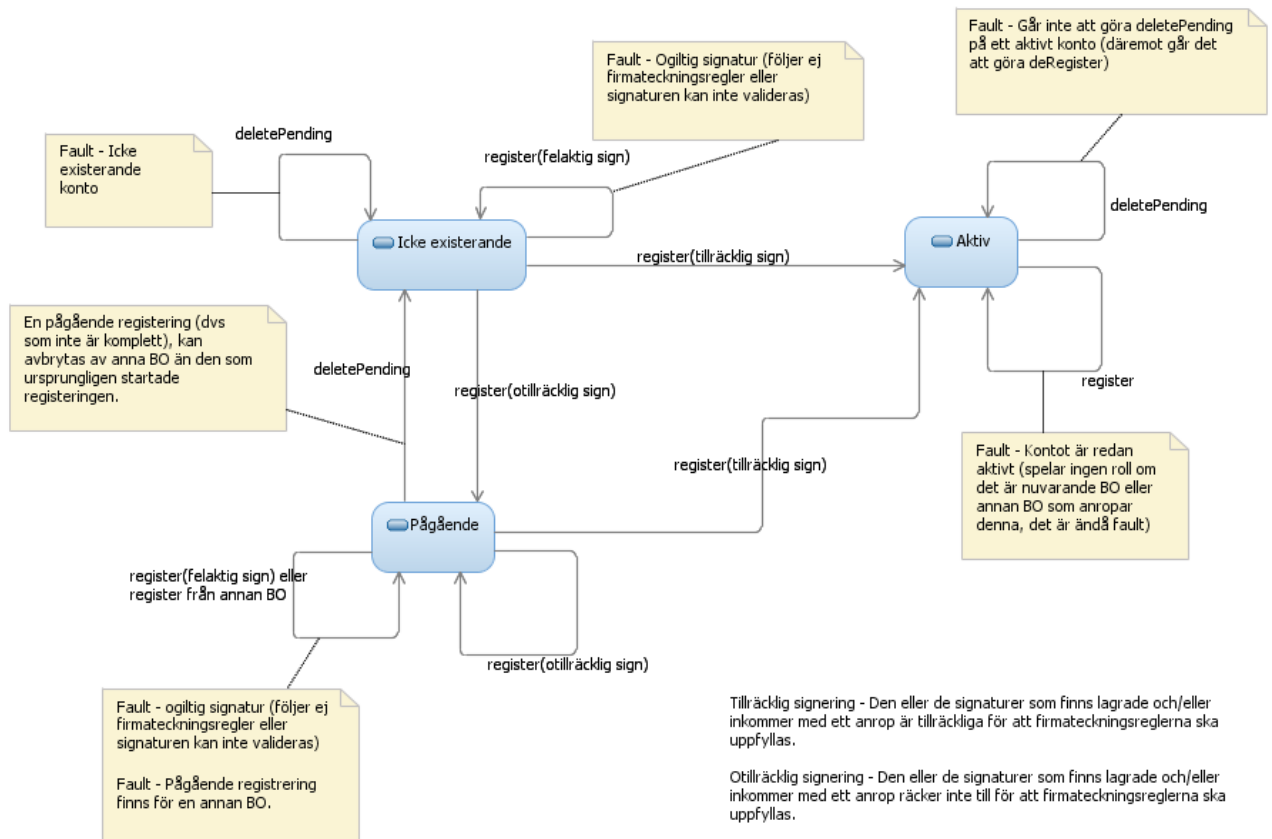 Fault - Går inte att göra deletePending
på ett aktivt konto (däremot går det
att göra deRegister)
Fault - Ogiltig signatur (följer ej
firmateckningsregler eller
signaturen kan inte valideras)
deletePending
Fault - Icke
existerande
konto
register(felaktig sign)
deletePending
Icke existerande
Aktiv
register(tillräcklig sign)
En pågående registering (dvs
som inte är komplett), kan
avbrytas av anna BO än den som
ursprungligen startade
registeringen.
deletePending
register(otillräcklig sign)
register
Fault - Kontot är redan
aktivt (spelar ingen roll om
det är nuvarande BO eller
annan BO som anropar
denna, det är ändå fault)
register(tillräcklig sign)
Pågående
register(felaktig sign) eller
register från annan BO
register(otillräcklig sign)
Fault - ogiltig signatur (följer ej
firmateckningsregler eller
signaturen kan inte valideras)
Fault - Pågående registrering
finns för en annan BO.
Tillräcklig signering - Den eller de signaturer som finns lagrade och/eller
inkommer med ett anrop är tillräckliga för att firmateckningsreglerna ska
uppfyllas.
Otillräcklig signering - Den eller de signaturer som finns lagrade och/eller
inkommer med ett anrop räcker inte till för att firmateckningsreglerna ska
uppfyllas.